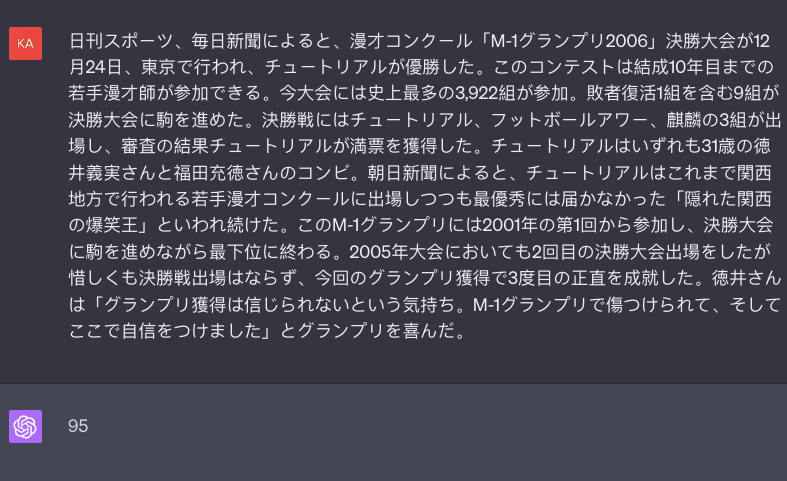 KA
日刊スポーツ、毎日新聞によると、漫才コンクール「M-1グランプリ2006」決勝大会が12
月24日、東京で行われ、チュートリアルが優勝した。このコンテストは結成10年目までの
若手漫才師が参加できる。今大会には史上最多の3,922組が参加。敗者復活1組を含む9組が
決勝大会に駒を進めた。決勝戦にはチュートリアル、フットボールアワー、麒麟の3組が出
場し、審査の結果チュートリアルが満票を獲得した。チュートリアルはいずれも31歳の徳
井義実さんと福田充徳さんのコンビ。朝日新聞によると、チュートリアルはこれまで関西
地方で行われる若手漫才コンクールに出場しつつも最優秀には届かなかった「隠れた関西
の爆笑王」といわれ続けた。このM-1グランプリには2001年の第1回から参加し、決勝大会
に駒を進めながら最下位に終わる。2005年大会においても2回目の決勝大会出場をしたが
惜しくも決勝戦出場はならず、今回のグランプリ獲得で3度目の正直を成就した。徳井さん
は「グランプリ獲得は信じられないという気持ち。M-1グランプリで傷つけられて、そして
ここで自信をつけました」とグランプリを喜んだ。
95